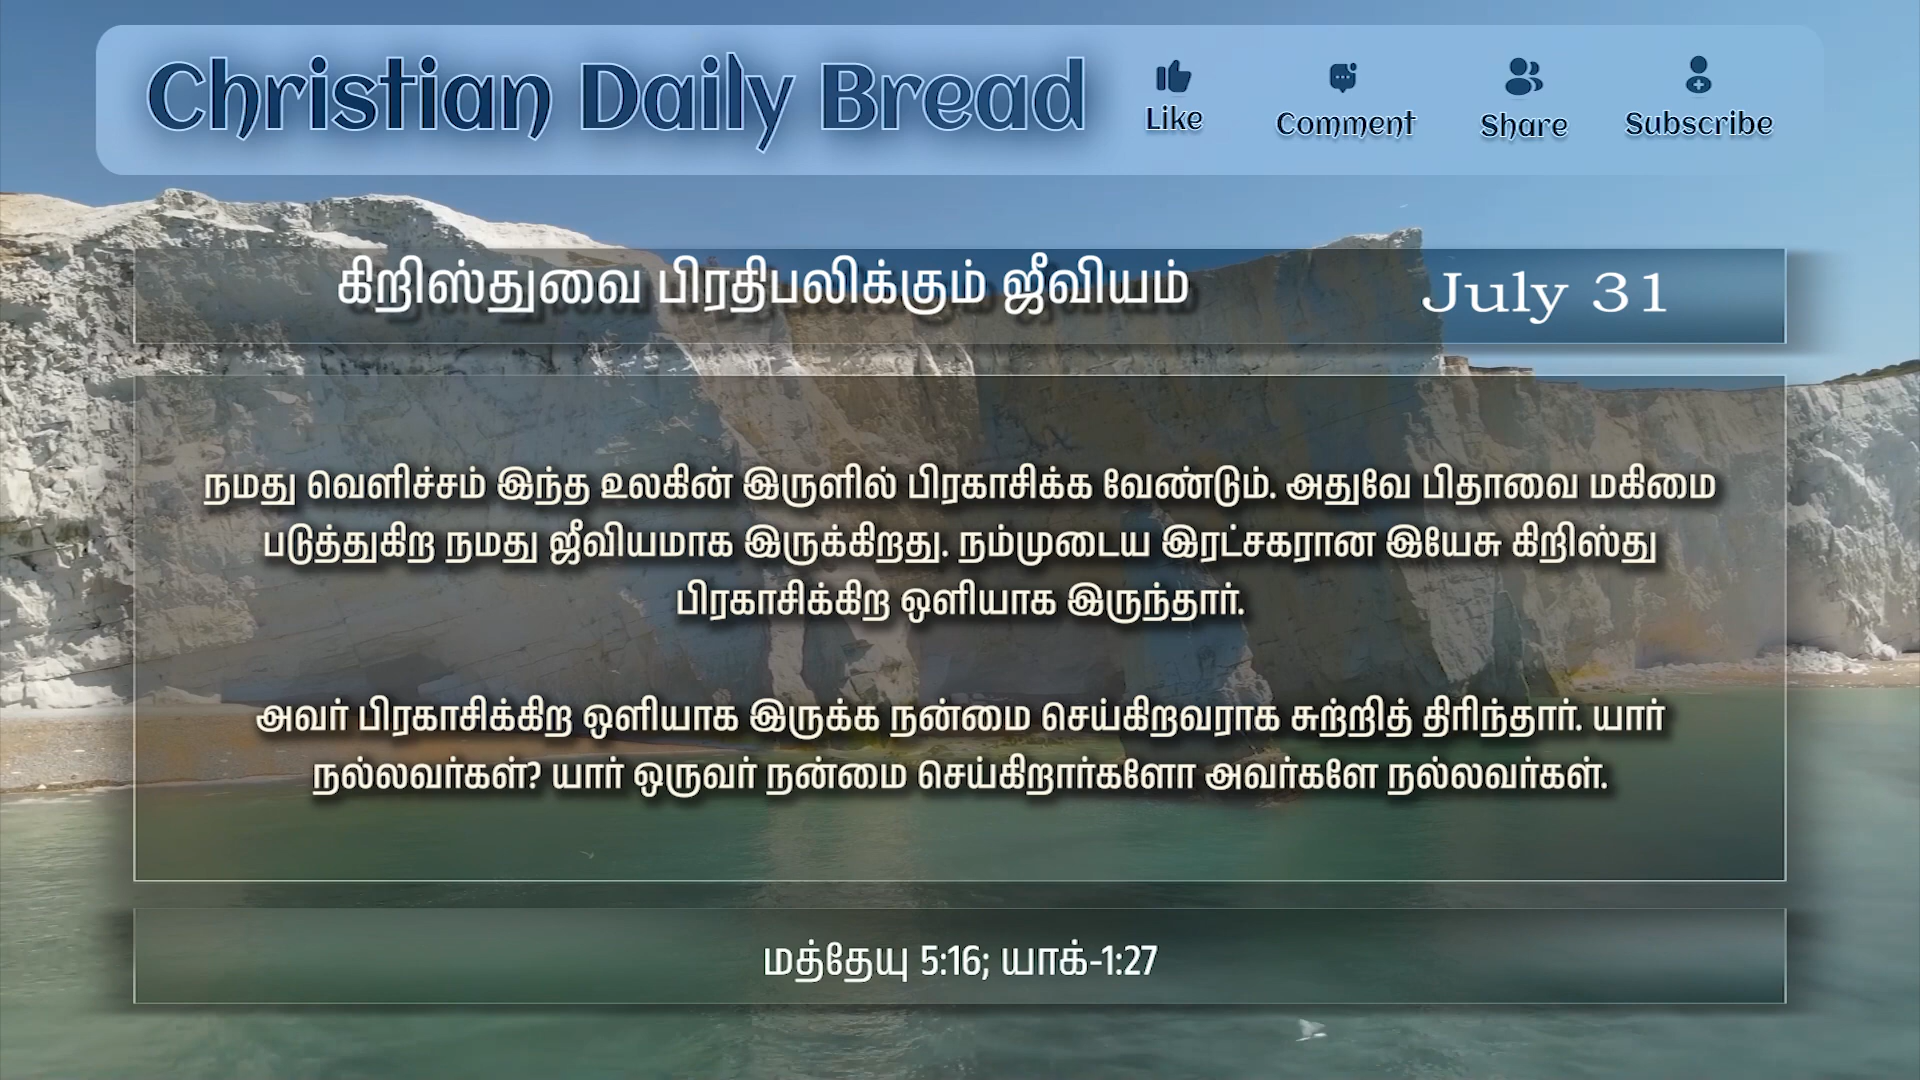 Christian Daily Bread
Like
Comment
Share
Subscribe
கிறிஸ்துவை பிரதிபலிக்கும் ஜீவியம்
July 31
நமது வெளிச்சம் இந்த உலகின் இருளில் பிரகாசிக்க வேண்டும். அதுவே பிதாவை மகிமை
படுத்துகிற நமது ஜீவியமாக இருக்கிறது. நம்முடைய இரட்சகரான இயேசு கிறிஸ்து
பிரகாசிக்கிற ஒளியாக இருந்தார்.
அவர் பிரகாசிக்கிற ஒளியாக இருக்க நன்மை செய்கிறவராக சுற்றித் திரிந்தார். யார்
நல்லவர்கள்? யார் ஒருவர் நன்மை செய்கிறார்களோ அவர்களே நல்லவர்கள்.
மத்தேயு 5:16; யாக்-1:27